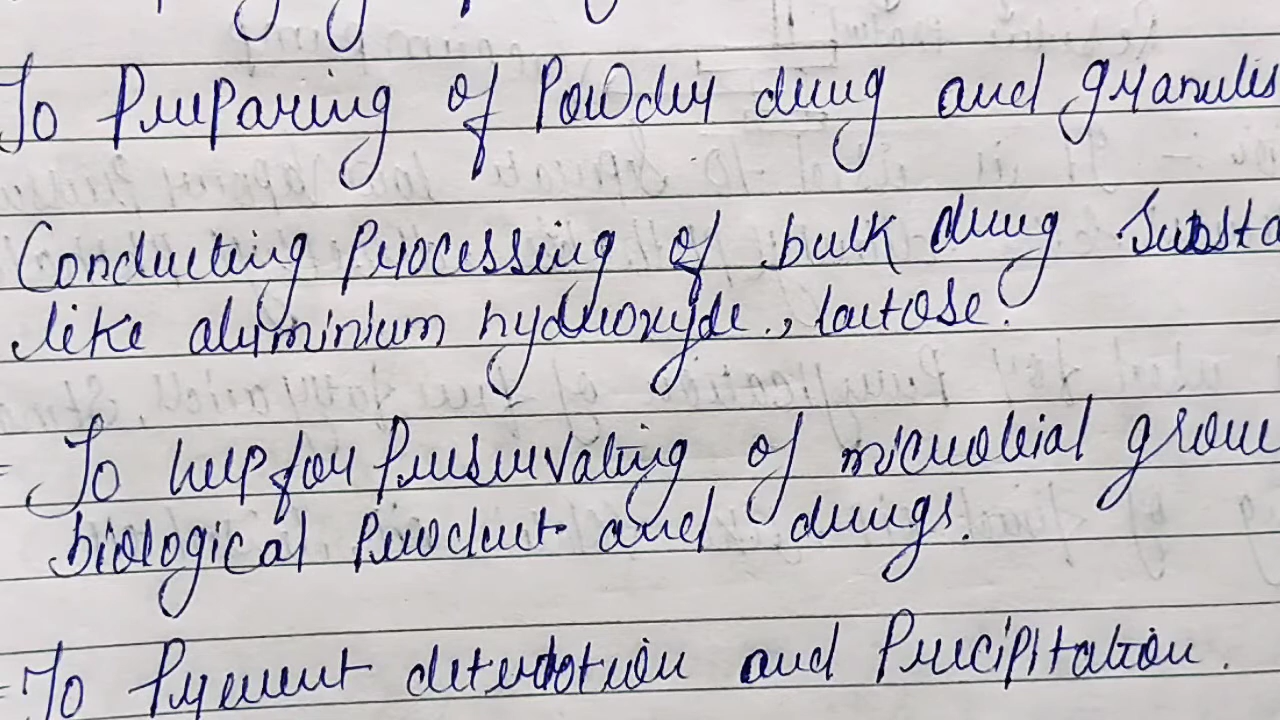 To Preparing of Powder drug and granules
Conducting Processing of bulk drug Substa
like aluminium hydroxyde., lactose.
To help for Preservating of microbial grow
biological Product and drugs.
To Prevent and Precipitation.